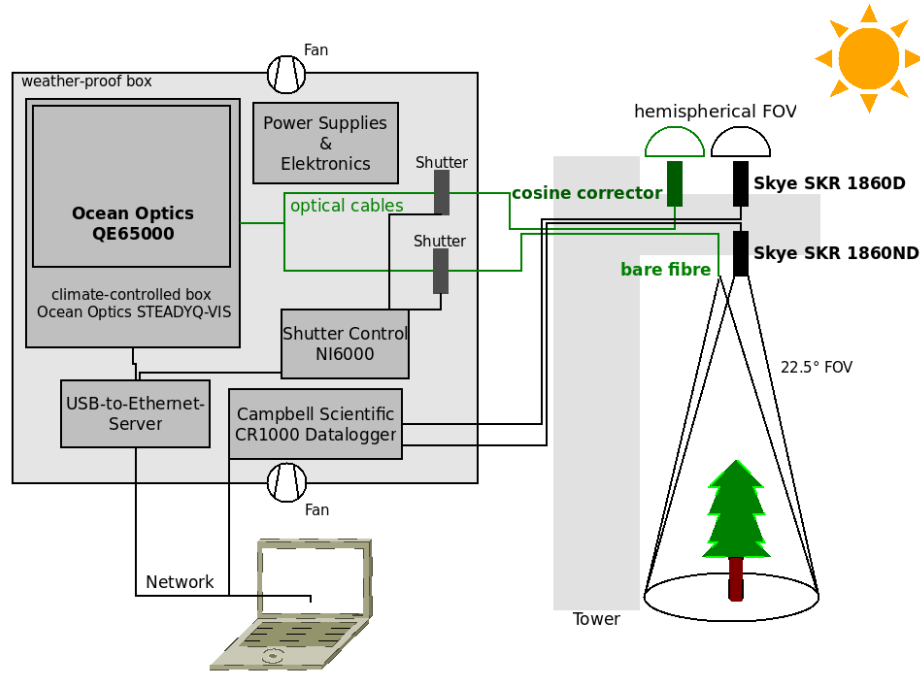 Fan
weather-proof box
Power Supplies
&
Elektronics
hemispherical FOV
Shutter
Skye SKR 1860D
cosine corrector
optical cables
Ocean Optics
QE65000
Shutter
Skye SKR 1860ND
bare fibre
climate-controlled box
Ocean Optics STEADYQ-VIS
Shutter Control
NI6000
22.5° FOV
USB-to-Ethernet-
Server
Campbell Scientific
CR1000 Datalogger
Fan
Network
Tower